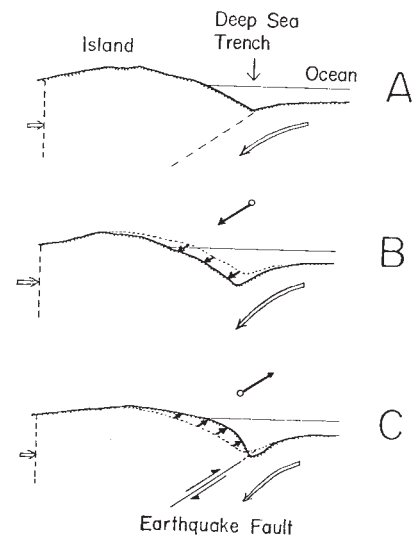 Deep Sea
Trench
Island
Ocean
A
B
C
Earthquake Fault